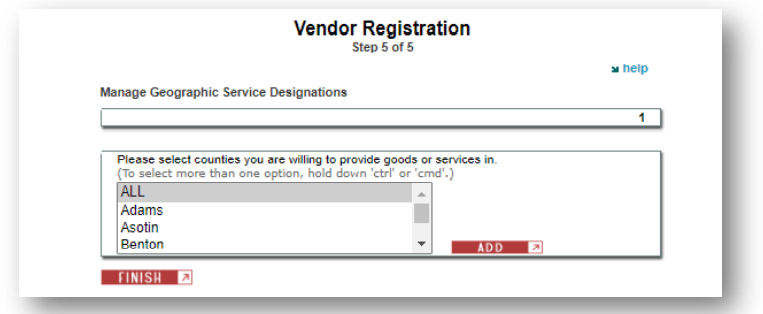 Vendor Registration
Step 5 of 5
help
Manage Geographic Service Designations
1
Please select counties you are willing to provide goods or services in.
(To select more than one option, hold down 'ctrl' or 'cmd'.)
ALL
Adams
Asotin
Benton
ADD
FINISH